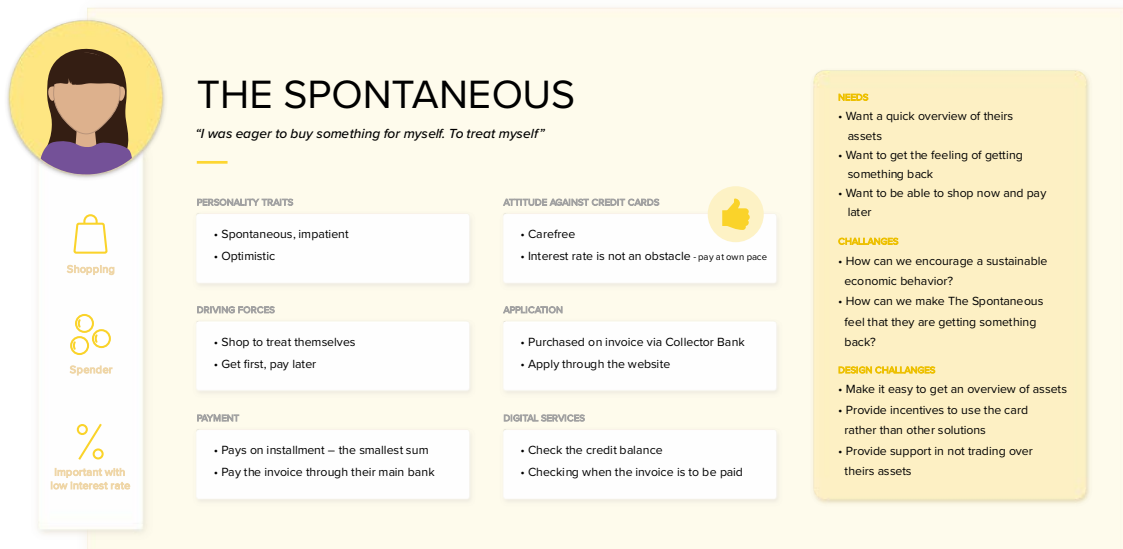 THE SPONTANEOUS
“I was eager to buy something for myself. To treat myself”
Shopping
Spender
Important with
low interest rate
PERSONALITY TRAITS
• Spontaneous, impatient
• Optimistic
ATTITUDE AGAINST CREDIT CARDS
• Carefree
• Interest rate is not an obstacle - pay at own pace
DRIVING FORCES
• Shop to treat themselves
• Get first, pay later
APPLICATION
• Purchased on invoice via Collector Bank
• Apply through the website
PAYMENT
• Pays on installment – the smallest sum
• Pay the invoice through their main bank
DIGITAL SERVICES
• Check the credit balance
• Checking when the invoice is to be paid
NEEDS
• Want a quick overview of theirs
assets
• Want to get the feeling of getting
something back
• Want to be able to shop now and pay
later
CHALLANGES
• How can we encourage a sustainable
economic behavior?
• How can we make The Spontaneous
feel that they are getting something
back?
DESIGN CHALLANGES
• Make it easy to get an overview of assets
• Provide incentives to use the card
rather than other solutions
• Provide support in not trading over
theirs assets